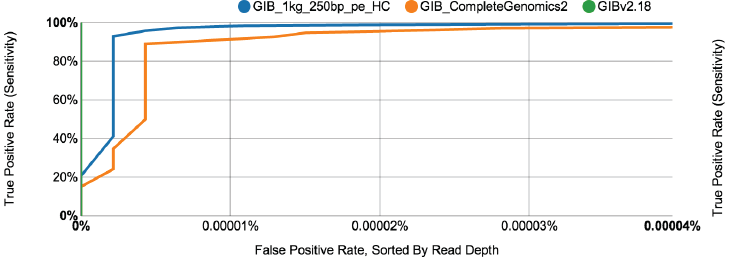 GIB_1kg_250bp_pe_HC GIB_CompleteGenomics2 GIBv2.18
True Positive Rate (Sensitivity)
100%
80%
60%
40%
20%
0%
0% 0.00001% 0.00002% 0.00003% 0.00004%
False Positive Rate, Sorted By Read Depth
True Positive Rate (Sensitivity)